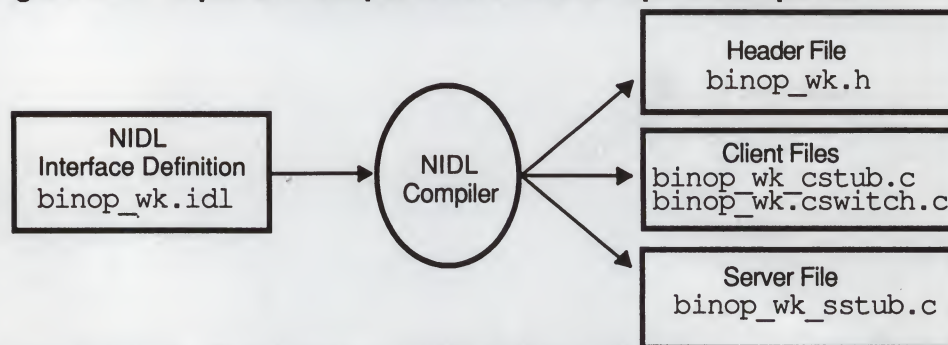 NIDL
Interface Definition
binop_wk.idl
NIDL
Compiler
Header File
binop_wk.h
Client Files
binop_wk_cstub.c
binop_wk.cswitch.c
Server File
binop_wk_sstub.c